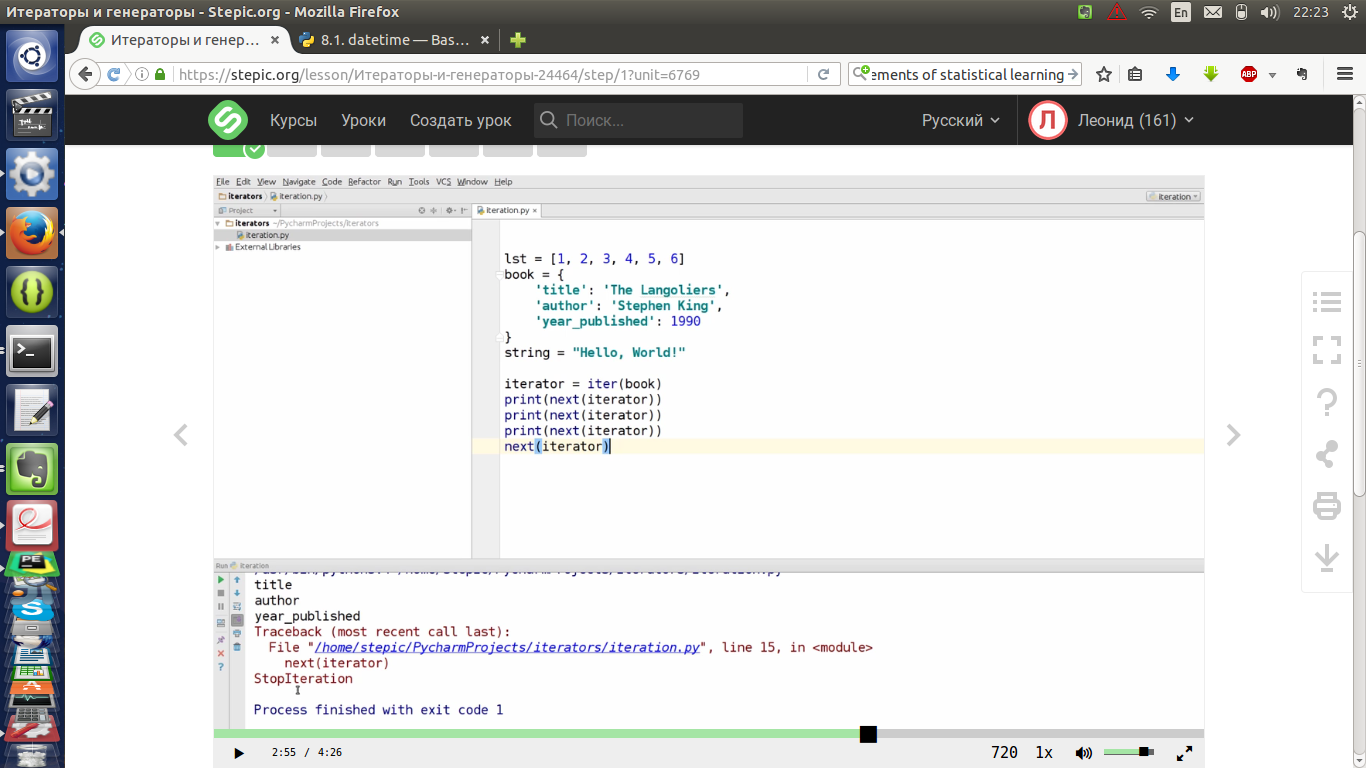 Итераторы и генераторы - Stepic.org - Mozilla Firefox
En
22:23
Итераторы и генер...
8.1. datetime — Bas...
https://stepic.org/lesson/Итераторы-и-генераторы-24464/step/1?unit=6769
ements of statistical learning
ABP
Курсы
Уроки
Создать урок
Поиск...
Русский
Л
Леонид (161)
File Edit View Navigate Code Refactor Run Tools VCS Window Help
iterators
iteration.py
iteration
Project
iteration.py
iterators ~/PycharmProjects/iterators
iteration.py
External Libraries
lst = [1, 2, 3, 4, 5, 6]
book = {
'title': 'The Langoliers',
'author': 'Stephen King',
'year_published': 1990
}
string = "Hello, World!"
iterator = iter(book)
print(next(iterator))
print(next(iterator))
print(next(iterator))
next(iterator)
Run iteration
title
author
year_published
Traceback (most recent call last):
File "/home/stepic/PycharmProjects/iterators/iteration.py", line 15, in <module>
next(iterator)
StopIteration
Process finished with exit code 1
2:55 / 4:26
720
1x